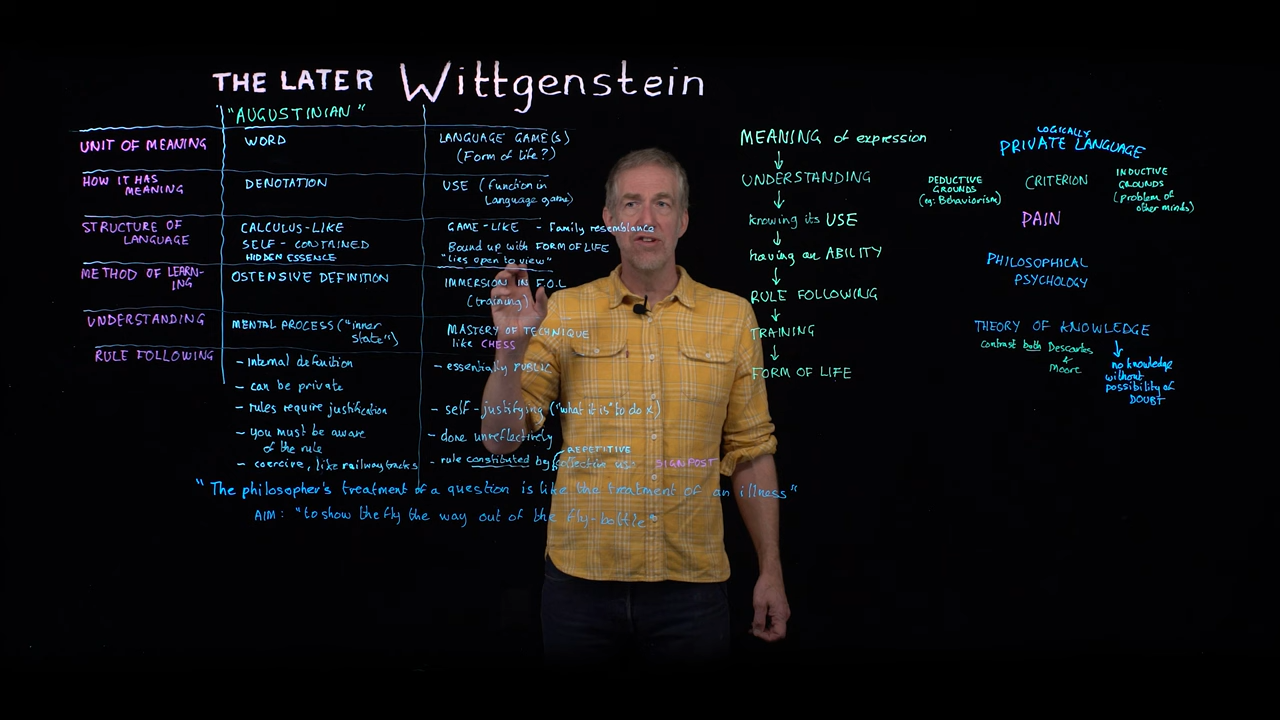 THE LATER Wittgenstein
"AUGUSTINIAN"
UNIT OF MEANING
WORD
LANGUAGE GAME(S)
(Form of life?)
HOW IT HAS
MEANING
DENOTATION
USE (function in
Language game)
STRUCTURE OF
LANGUAGE
CALCULUS-LIKE
SELF-CONTAINED
HIDDEN ESSENCE
GAME-LIKE - Family resemblance
Bound up with FORM OF LIFE
"lies open to view"
METHOD OF LEARN-
ING
OSTENSIVE DEFINITION
IMMERSION IN F.O.L
(training)
UNDERSTANDING
MENTAL PROCESS ("inner
state")
MASTERY OF TECHNIQUE
like CHESS
RULE FOLLOWING
- internal definition
- essentially PUBLIC
- can be private
- rules require justification
- self-justifying ("what it is" to do x)
- you must be aware
of the rule
- done unreflectively
- coercive, like railway tracks
- rule constituted by collective use
REPETITIVE
SIGNPOST
"The philosopher's treatment of a question is like the treatment of an illness"
AIM: "to show the fly the way out of the fly-bottle"
MEANING of expression
↓
UNDERSTANDING
↓
knowing its USE
↓
having an ABILITY
↓
RULE FOLLOWING
↓
TRAINING
↓
FORM OF LIFE
LOGICALLY
PRIVATE LANGUAGE
DEDUCTIVE
GROUNDS
(eg: Behaviorism)
CRITERION
INDUCTIVE
GROUNDS
(problem of
other minds)
PAIN
PHILOSOPHICAL
PSYCHOLOGY
THEORY OF KNOWLEDGE
contrast both Descartes
&
Moore
↓
no knowledge
without
possibility of
DOUBT